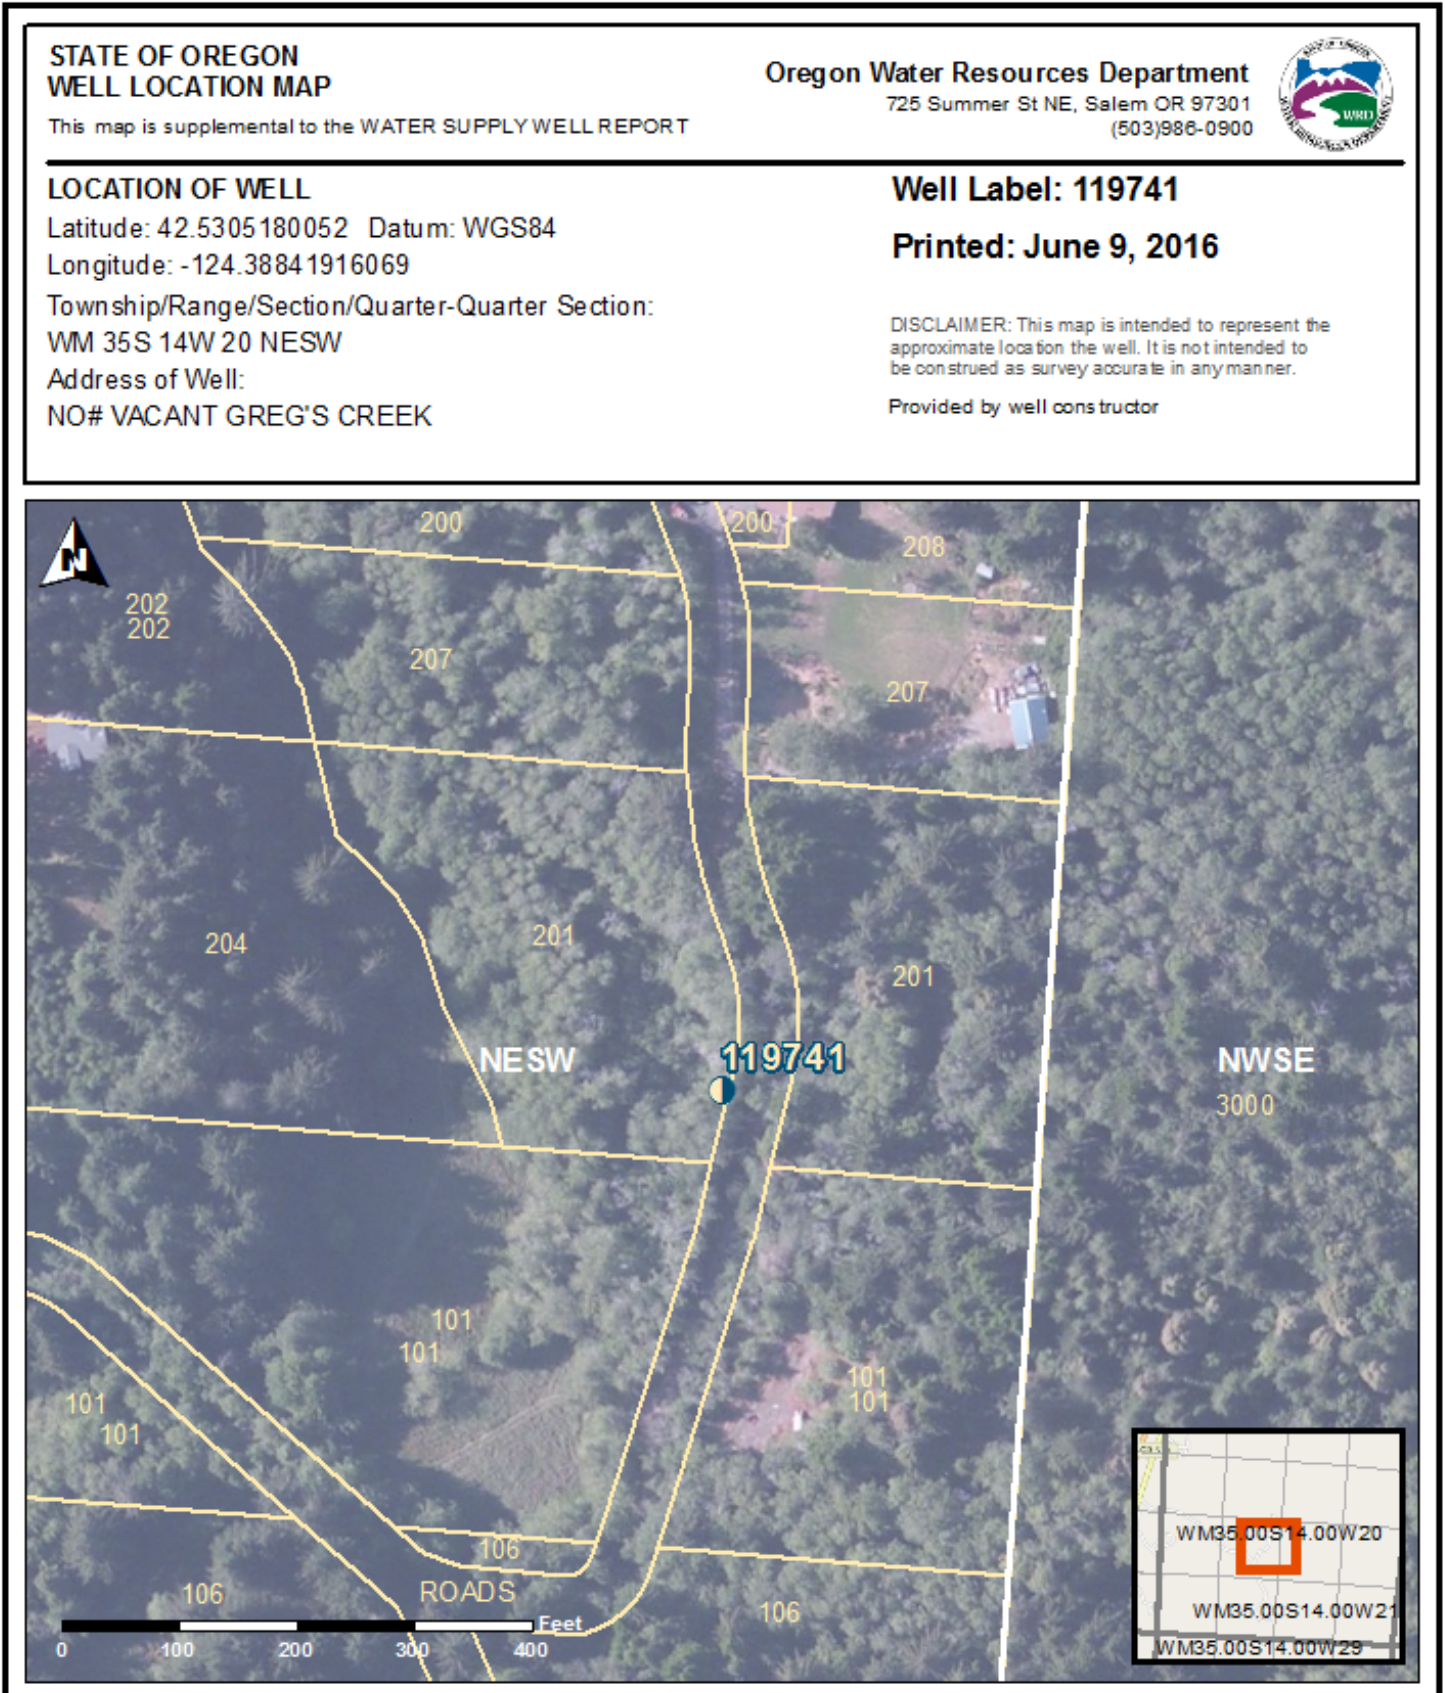 STATE OF OREGON
WELL LOCATION MAP
This map is supplemental to the WATER SUPPLY WELL REPORT
Oregon Water Resources Department
725 Summer St NE, Salem OR 97301
(503)986-0900
WRD
LOCATION OF WELL
Latitude: 42.5305180052 Datum: WGS84
Longitude: -124.38841916069
Township/Range/Section/Quarter-Quarter Section:
WM 35S 14W 20 NESW
Address of Well:
NO# VACANT GREG'S CREEK
Well Label: 119741
Printed: June 9, 2016
DISCLAIMER: This map is intended to represent the
approximate location the well. It is not intended to
be construed as survey accurate in any manner.
Provided by well constructor
N
200
200
208
202
202
207
207
204
201
201
NESW
119741
NWSE
3000
101
101
101
101
101
101
106
106
ROADS
106
Feet
0 100 200 300 400
WM35.00S14.00W20
WM35.00S14.00W21
WM35.00S14.00W29